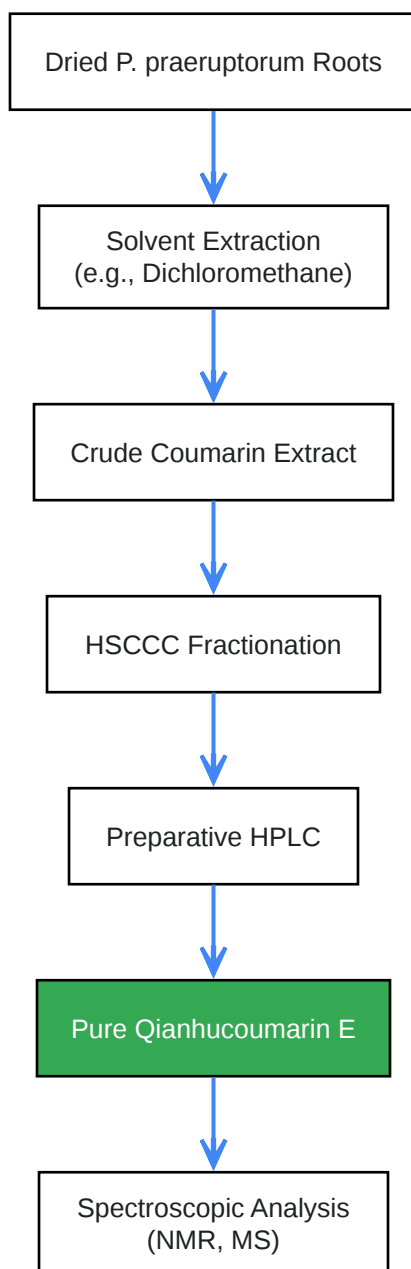 Dried P. praeruptorum Roots
Solvent Extraction
(e.g., Dichloromethane)
Crude Coumarin Extract
HSCCC Fractionation
Preparative HPLC
Pure Qianhucoumarin E
Spectroscopic Analysis
(NMR, MS)